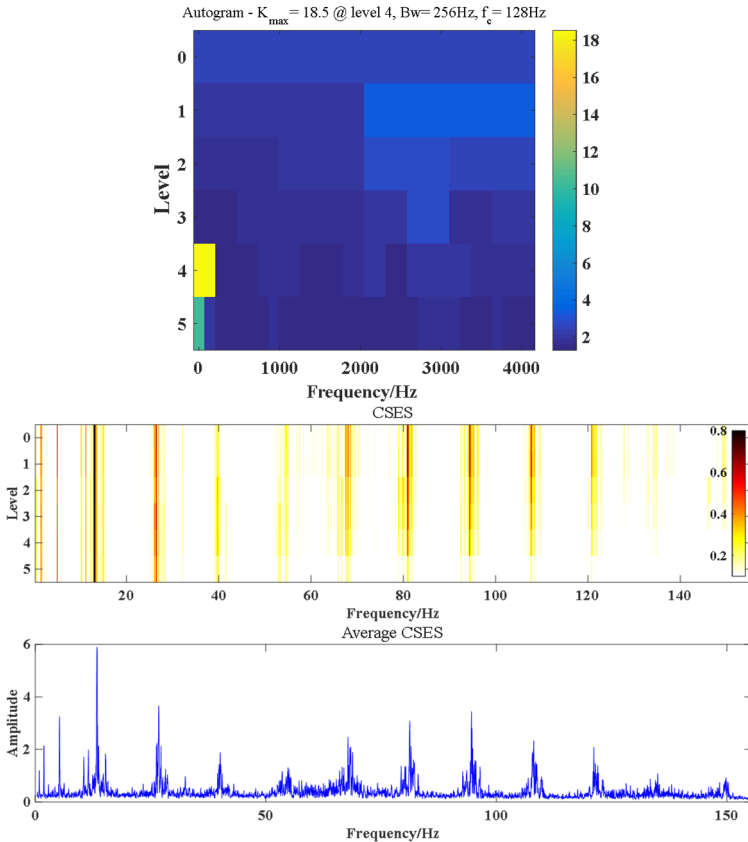 Autogram - K_max = 18.5 @ level 4, Bw= 256Hz, f_c = 128Hz
0
1
2
3
4
5
Level
0 1000 2000 3000 4000
Frequency/Hz
18
16
14
12
10
8
6
4
2
CSES
0
1
2
3
4
5
Level
20 40 60 80 100 120 140
Frequency/Hz
0.8
0.6
0.4
0.2
Average CSES
6
4
2
0
Amplitude
0 50 100 150
Frequency/Hz